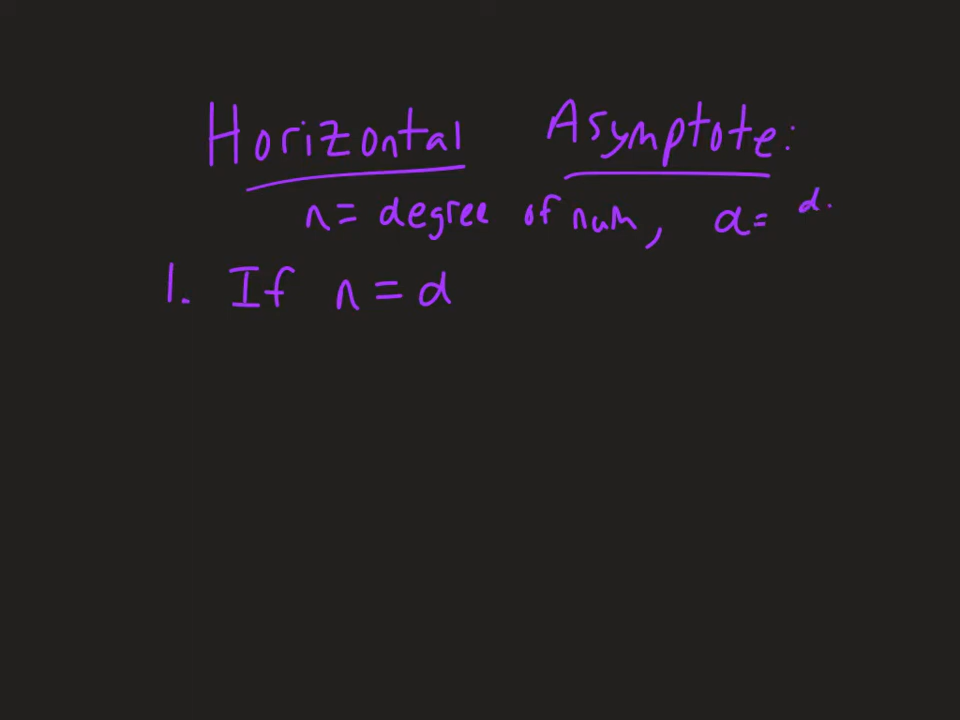 Horizontal Asymptote:
n = degree of num, d = d.
1. If n = d